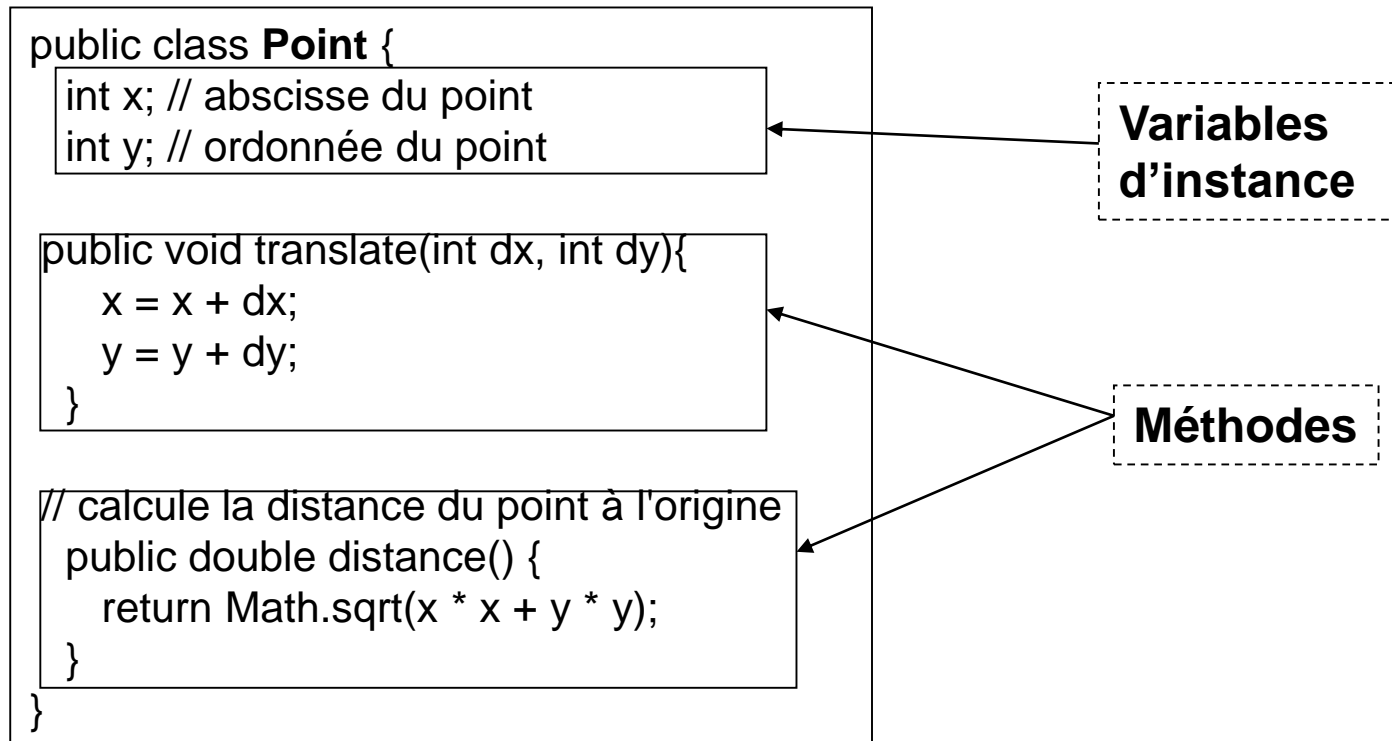 public class Point {
int x; // abscisse du point
int y; // ordonnée du point
public void translate(int dx, int dy){
x = x + dx;
y = y + dy;
}
// calcule la distance du point à l'origine
public double distance() {
return Math.sqrt(x * x + y * y);
}
}
Variables
d’instance
Méthodes